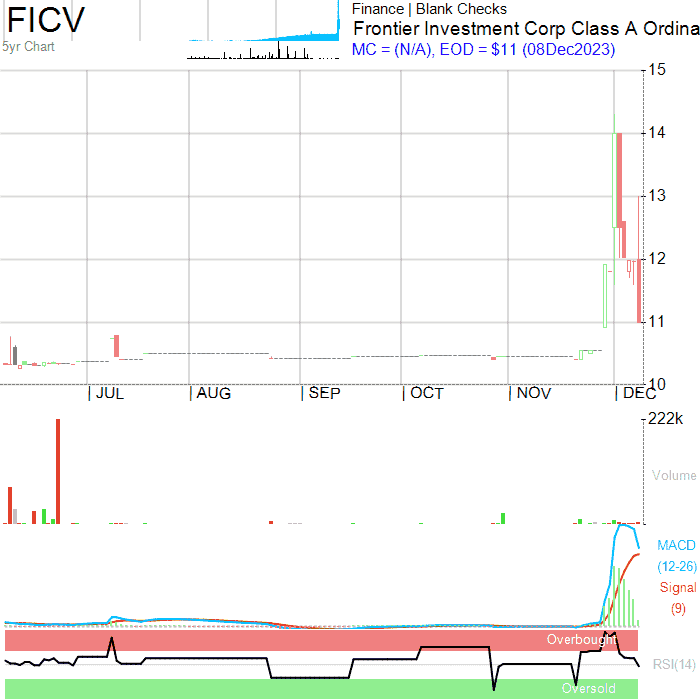 FICV
5yr Chart
Finance | Blank Checks
Frontier Investment Corp Class A Ordina
MC = (N/A), EOD = $11 (08Dec2023)
15
14
13
12
11
10
JUL AUG SEP OCT NOV DEC
222k
Volume
MACD
(12-26)
Signal
(9)
Overbought
RSI(14)
Oversold